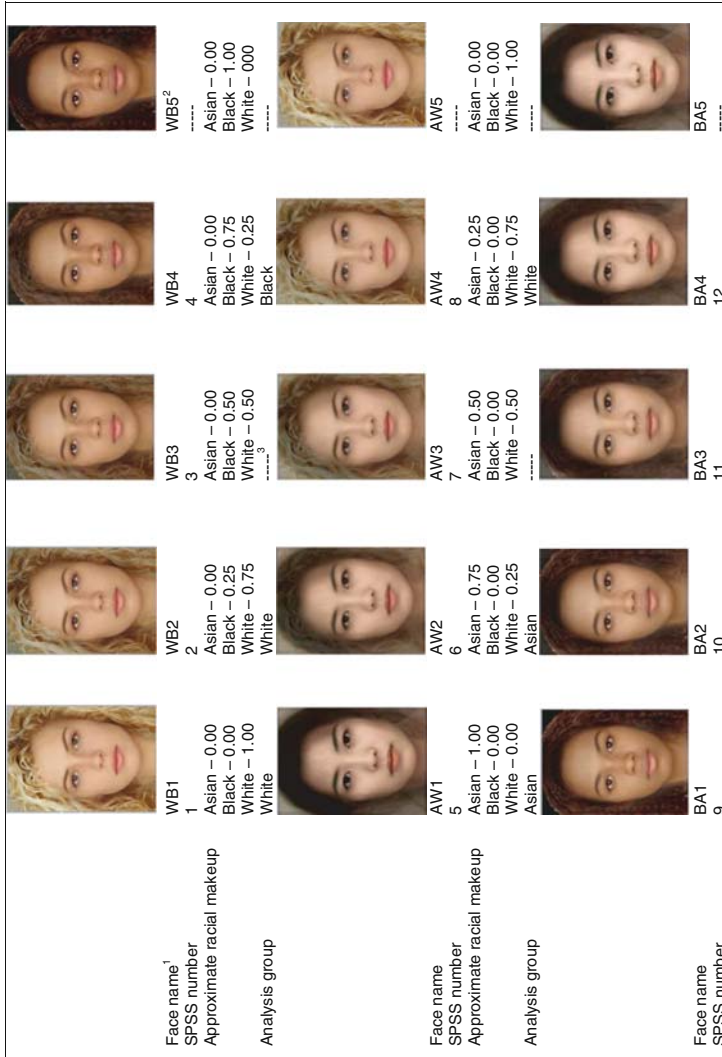 Face name1 WB1 WB2 WB3 WB4 WB52
SPSS number 1 2 3 4 -----
Approximate racial makeup Asian – 0.00 Asian – 0.00 Asian – 0.00 Asian – 0.00 Asian – 0.00
Black – 0.00 Black – 0.25 Black – 0.50 Black – 0.75 Black – 1.00
White – 1.00 White – 0.75 White – 0.50 White – 0.25 White – 000
Analysis group White White -----3 Black -----
Face name AW1 AW2 AW3 AW4 AW5
SPSS number 5 6 7 8 -----
Approximate racial makeup Asian – 1.00 Asian – 0.75 Asian – 0.50 Asian – 0.25 Asian – 0.00
Black – 0.00 Black – 0.00 Black – 0.00 Black – 0.00 Black – 0.00
White – 0.00 White – 0.25 White – 0.50 White – 0.75 White – 1.00
Analysis group Asian Asian ----- White -----
Face name BA1 BA2 BA3 BA4 BA5
SPSS number 9 10 11 12 -----